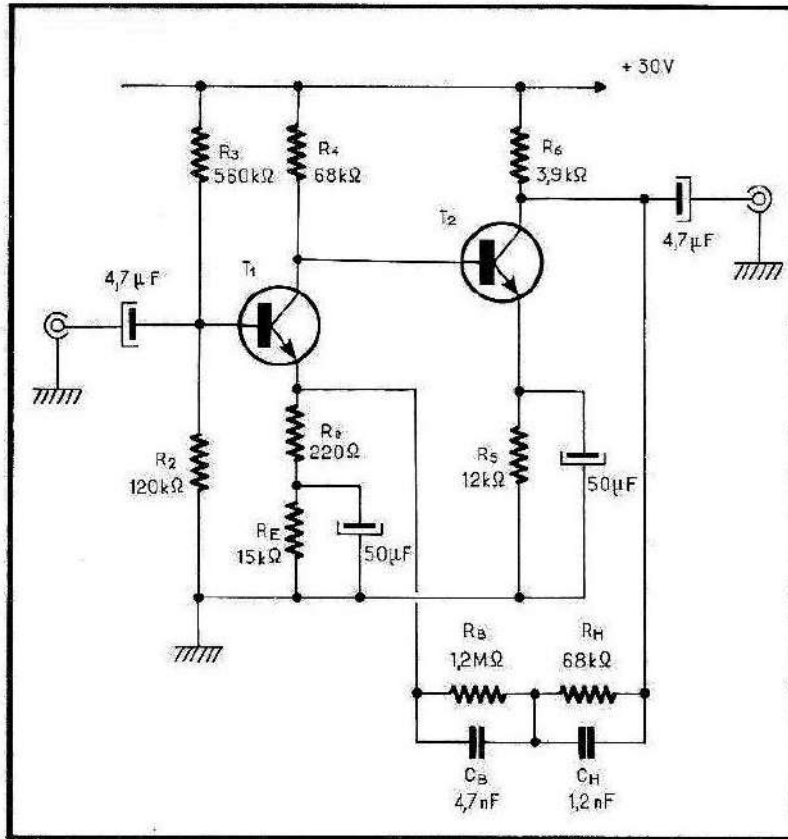 + 30V
R3
560kΩ
R4
68kΩ
R6
3,9kΩ
T2
4,7µF
4,7µF
T1
R2
120kΩ
Re
220Ω
RE
15kΩ
50µF
R5
12kΩ
50µF
RB
1,2MΩ
RH
68kΩ
CB
4,7nF
CH
1,2nF